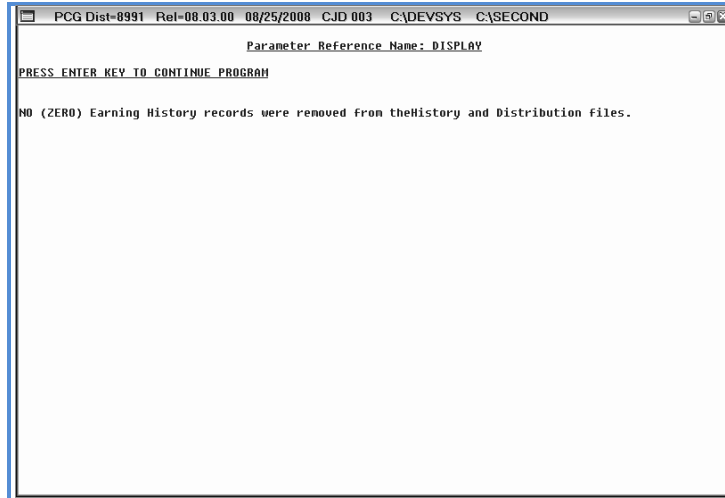 PCG Dist=8991 Rel=08.03.00 08/25/2008 CJD 003 C:\DEVSYS C:\SECOND
Parameter Reference Name: DISPLAY
PRESS ENTER KEY TO CONTINUE PROGRAM
NO (ZERO) Earning History records were removed from theHistory and Distribution files.